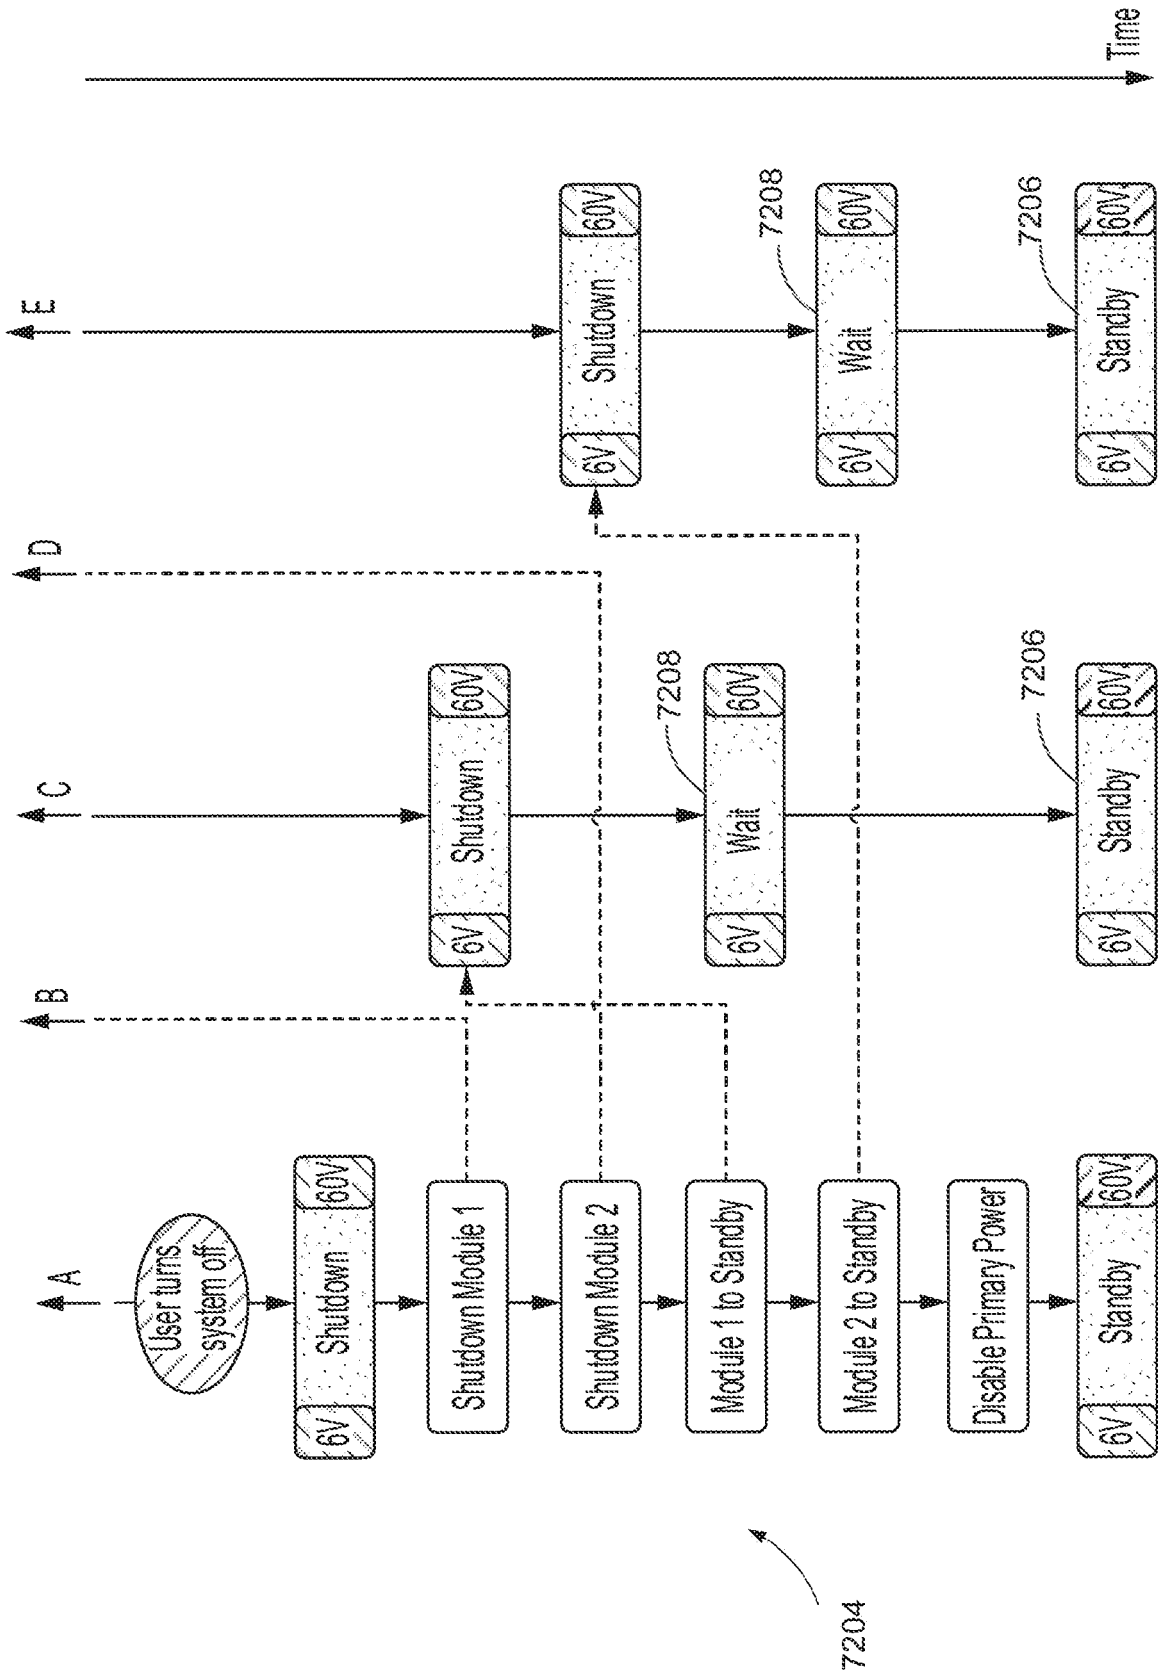 A
B
C
D
E
User turns
system off
6V
Shutdown
60V
Shutdown Module 1
6V
Shutdown
60V
Shutdown Module 2
6V
Shutdown
60V
Module 1 to Standby
6V
Wait
60V
7208
Module 2 to Standby
6V
Wait
60V
7208
Disable Primary Power
6V
Standby
60V
6V
Standby
60V
7206
6V
Standby
60V
7206
Time
7204